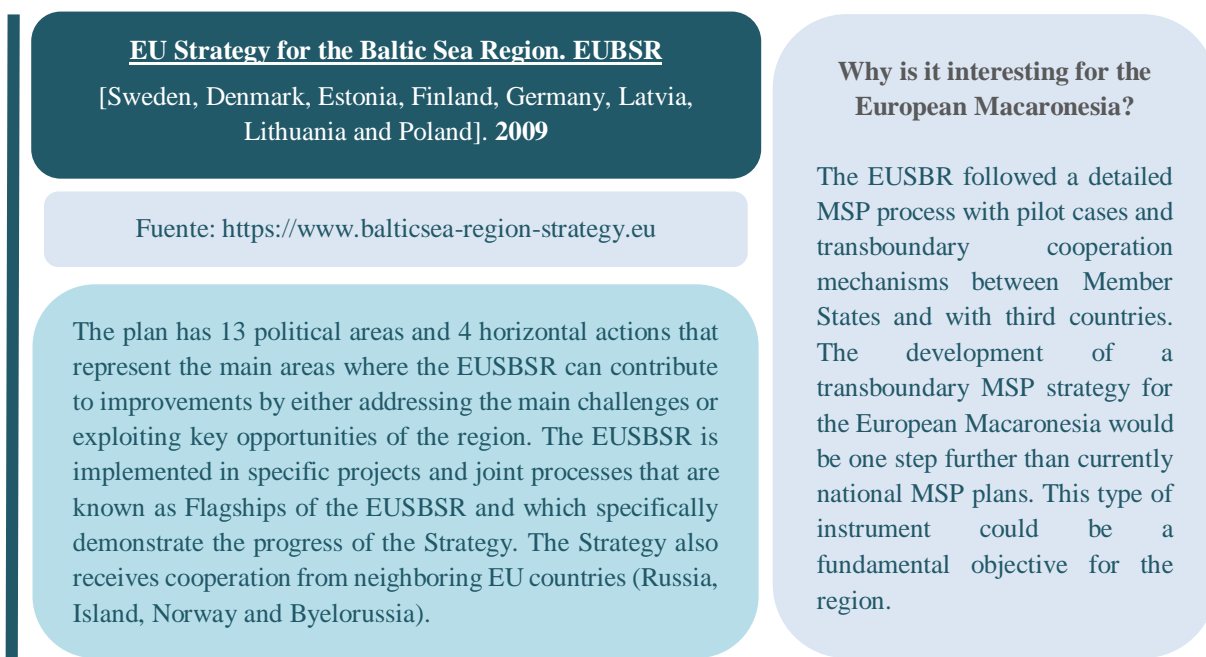 EU Strategy for the Baltic Sea Region. EUBSR
[Sweden, Denmark, Estonia, Finland, Germany, Latvia,
Lithuania and Poland]. 2009
Fuente: https://www.balticsea-region-strategy.eu
The plan has 13 political areas and 4 horizontal actions that
represent the main areas where the EUSBSR can contribute
to improvements by either addressing the main challenges or
exploiting key opportunities of the region. The EUSBSR is
implemented in specific projects and joint processes that are
known as Flagships of the EUSBSR and which specifically
demonstrate the progress of the Strategy. The Strategy also
receives cooperation from neighboring EU countries (Russia,
Island, Norway and Byelorussia).
Why is it interesting for the
European Macaronesia?
The EUSBR followed a detailed
MSP process with pilot cases and
transboundary cooperation
mechanisms between Member
States and with third countries.
The development of a
transboundary MSP strategy for
the European Macaronesia would
be one step further than currently
national MSP plans. This type of
instrument could be a
fundamental objective for the
region.